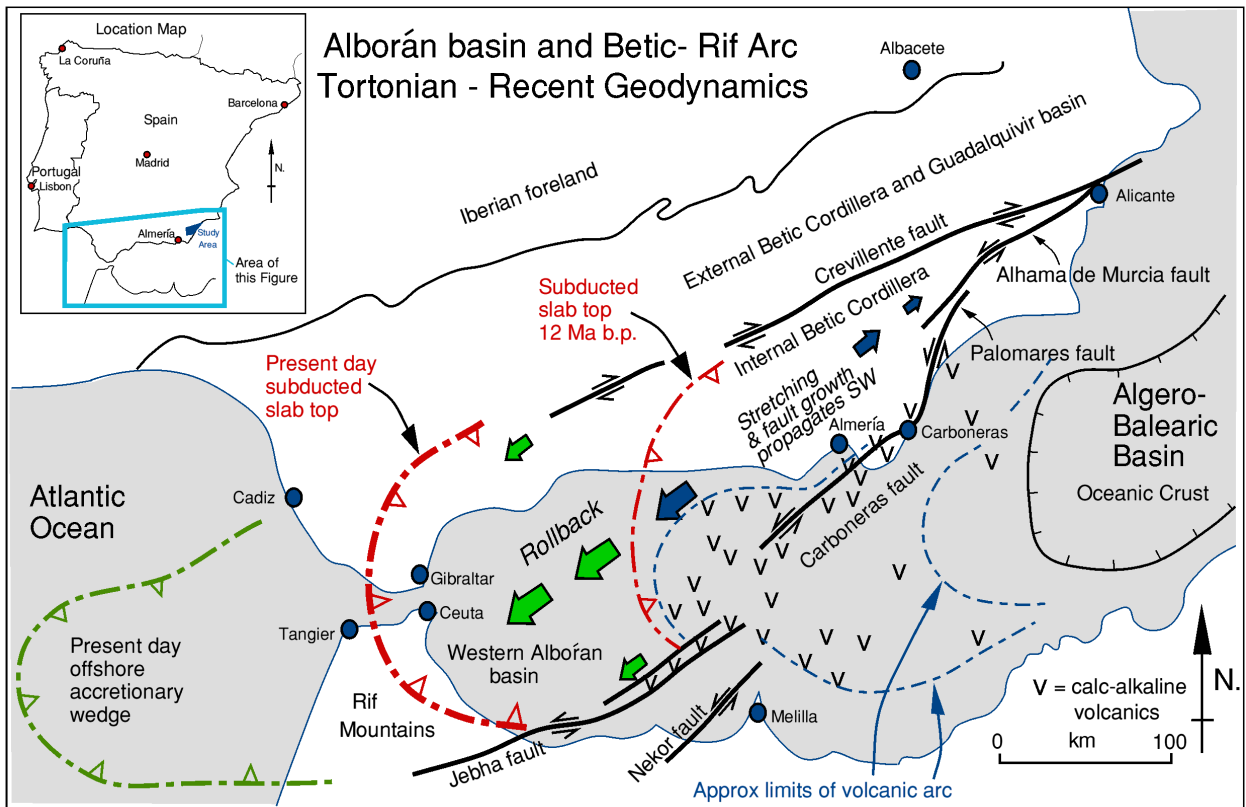 Location Map
La Coruña
Barcelona
Spain
Madrid
N.
Portugal
Lisbon
Almería
Study
Area
Area of
this Figure
Alborán basin and Betic- Rif Arc
Tortonian - Recent Geodynamics
Albacete
Iberian foreland
External Betic Cordillera and Guadalquivir basin
Alicante
Crevillente fault
Alhama de Murcia fault
Internal Betic Cordillera
Subducted
slab top
12 Ma b.p.
Palomares fault
Present day
subducted
slab top
Stretching
& fault growth
propagates SW
Algero-
Balearic
Basin
Oceanic Crust
Almería
Carboneras
Carboneras fault
Atlantic
Ocean
Cadiz
Rollback
Gibraltar
Ceuta
Tangier
Western Alboŕan
basin
Present day
offshore
accretionary
wedge
Rif
Mountains
Jebha fault
Nekor fault
Melilla
V = calc-alkaline
volcanics
N.
0 km 100
Approx limits of volcanic arc